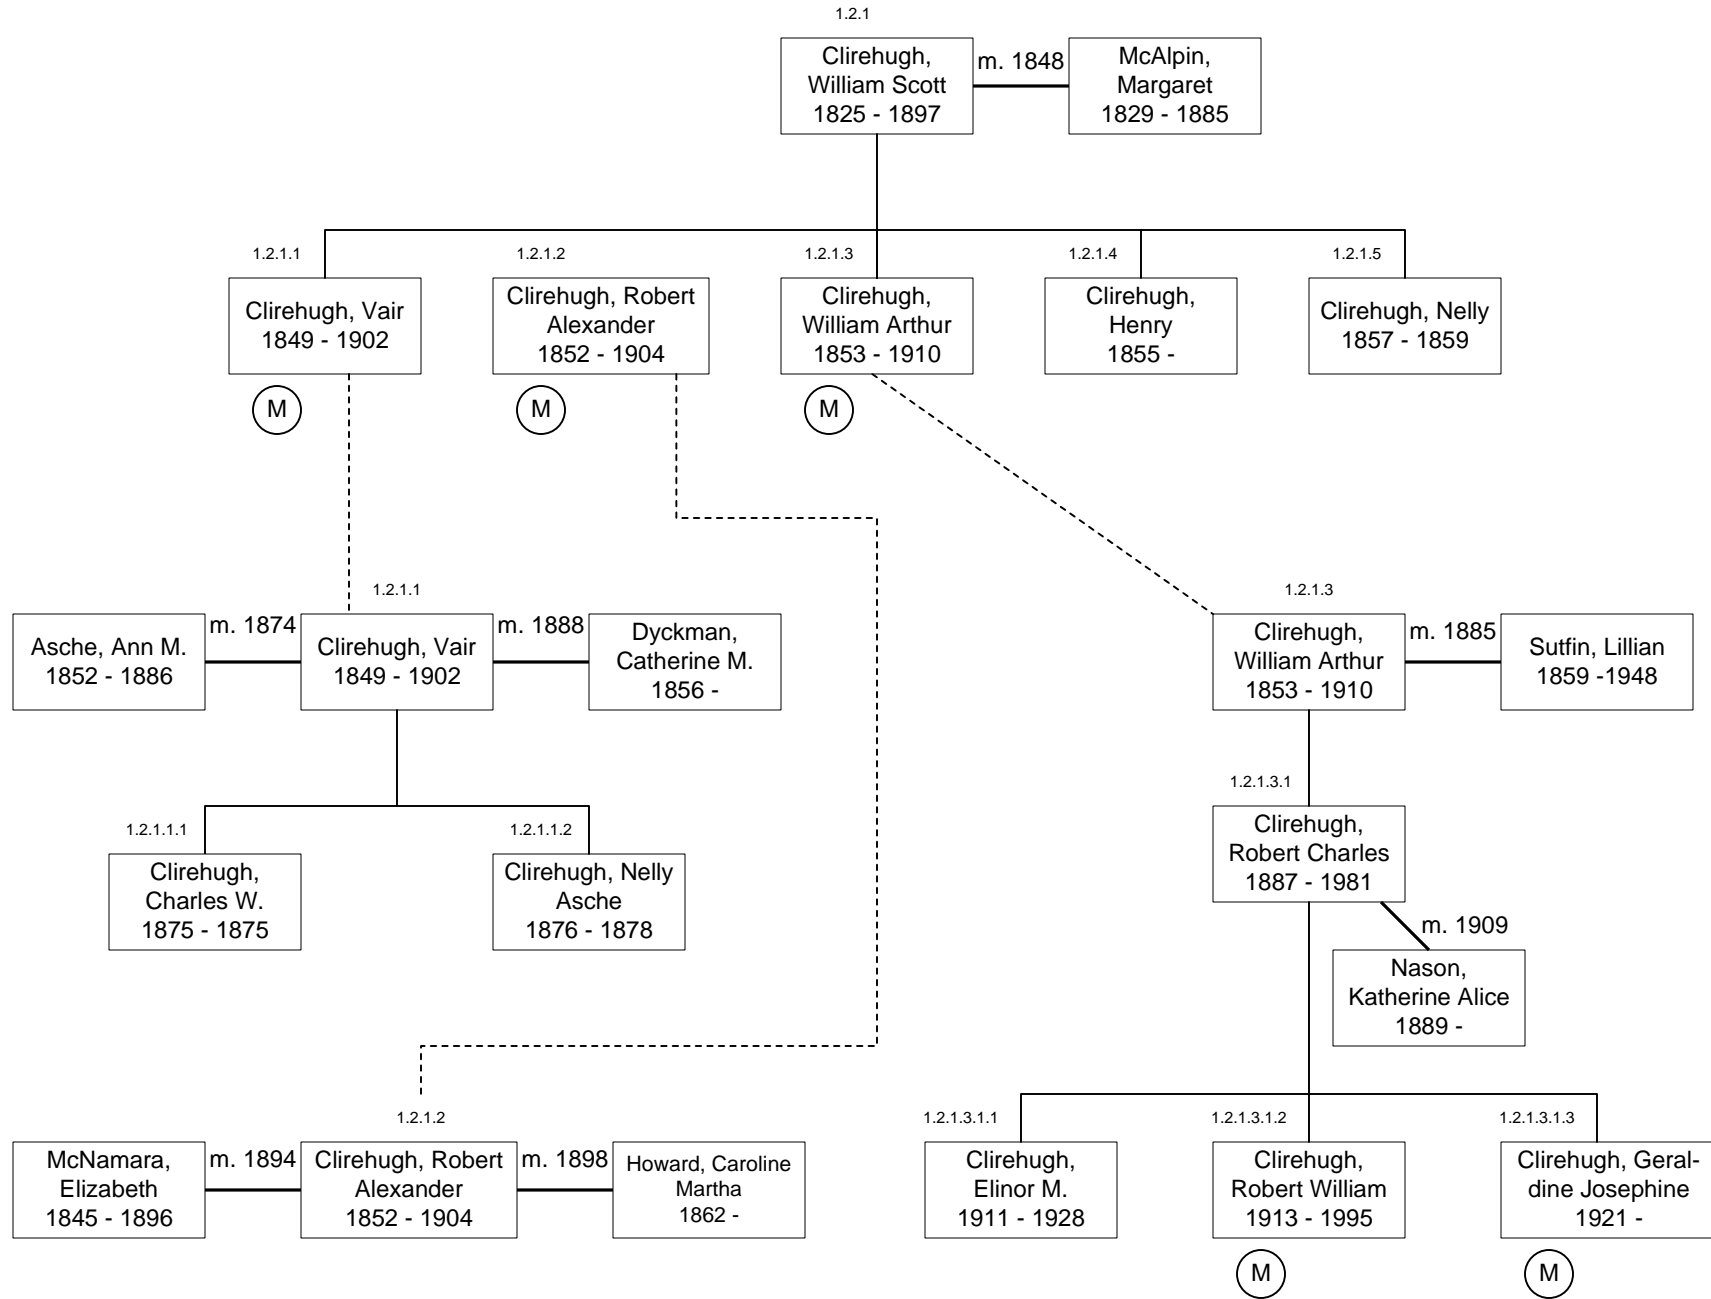 1.2.1
Clirehugh,
William Scott
1825 - 1897
m. 1848
McAlpin,
Margaret
1829 - 1885
1.2.1.1
Clirehugh, Vair
1849 - 1902
M
1.2.1.2
Clirehugh, Robert
Alexander
1852 - 1904
M
1.2.1.3
Clirehugh,
William Arthur
1853 - 1910
M
1.2.1.4
Clirehugh,
Henry
1855 -
1.2.1.5
Clirehugh, Nelly
1857 - 1859
Asche, Ann M.
1852 - 1886
m. 1874
1.2.1.1
Clirehugh, Vair
1849 - 1902
m. 1888
Dyckman,
Catherine M.
1856 -
1.2.1.3
Clirehugh,
William Arthur
1853 - 1910
m. 1885
Sutfin, Lillian
1859 -1948
1.2.1.1.1
Clirehugh,
Charles W.
1875 - 1875
1.2.1.1.2
Clirehugh, Nelly
Asche
1876 - 1878
1.2.1.3.1
Clirehugh,
Robert Charles
1887 - 1981
m. 1909
Nason,
Katherine Alice
1889 -
McNamara,
Elizabeth
1845 - 1896
m. 1894
1.2.1.2
Clirehugh, Robert
Alexander
1852 - 1904
m. 1898
Howard, Caroline
Martha
1862 -
1.2.1.3.1.1
Clirehugh,
Elinor M.
1911 - 1928
1.2.1.3.1.2
Clirehugh,
Robert William
1913 - 1995
M
1.2.1.3.1.3
Clirehugh, Geral-
dine Josephine
1921 -
M